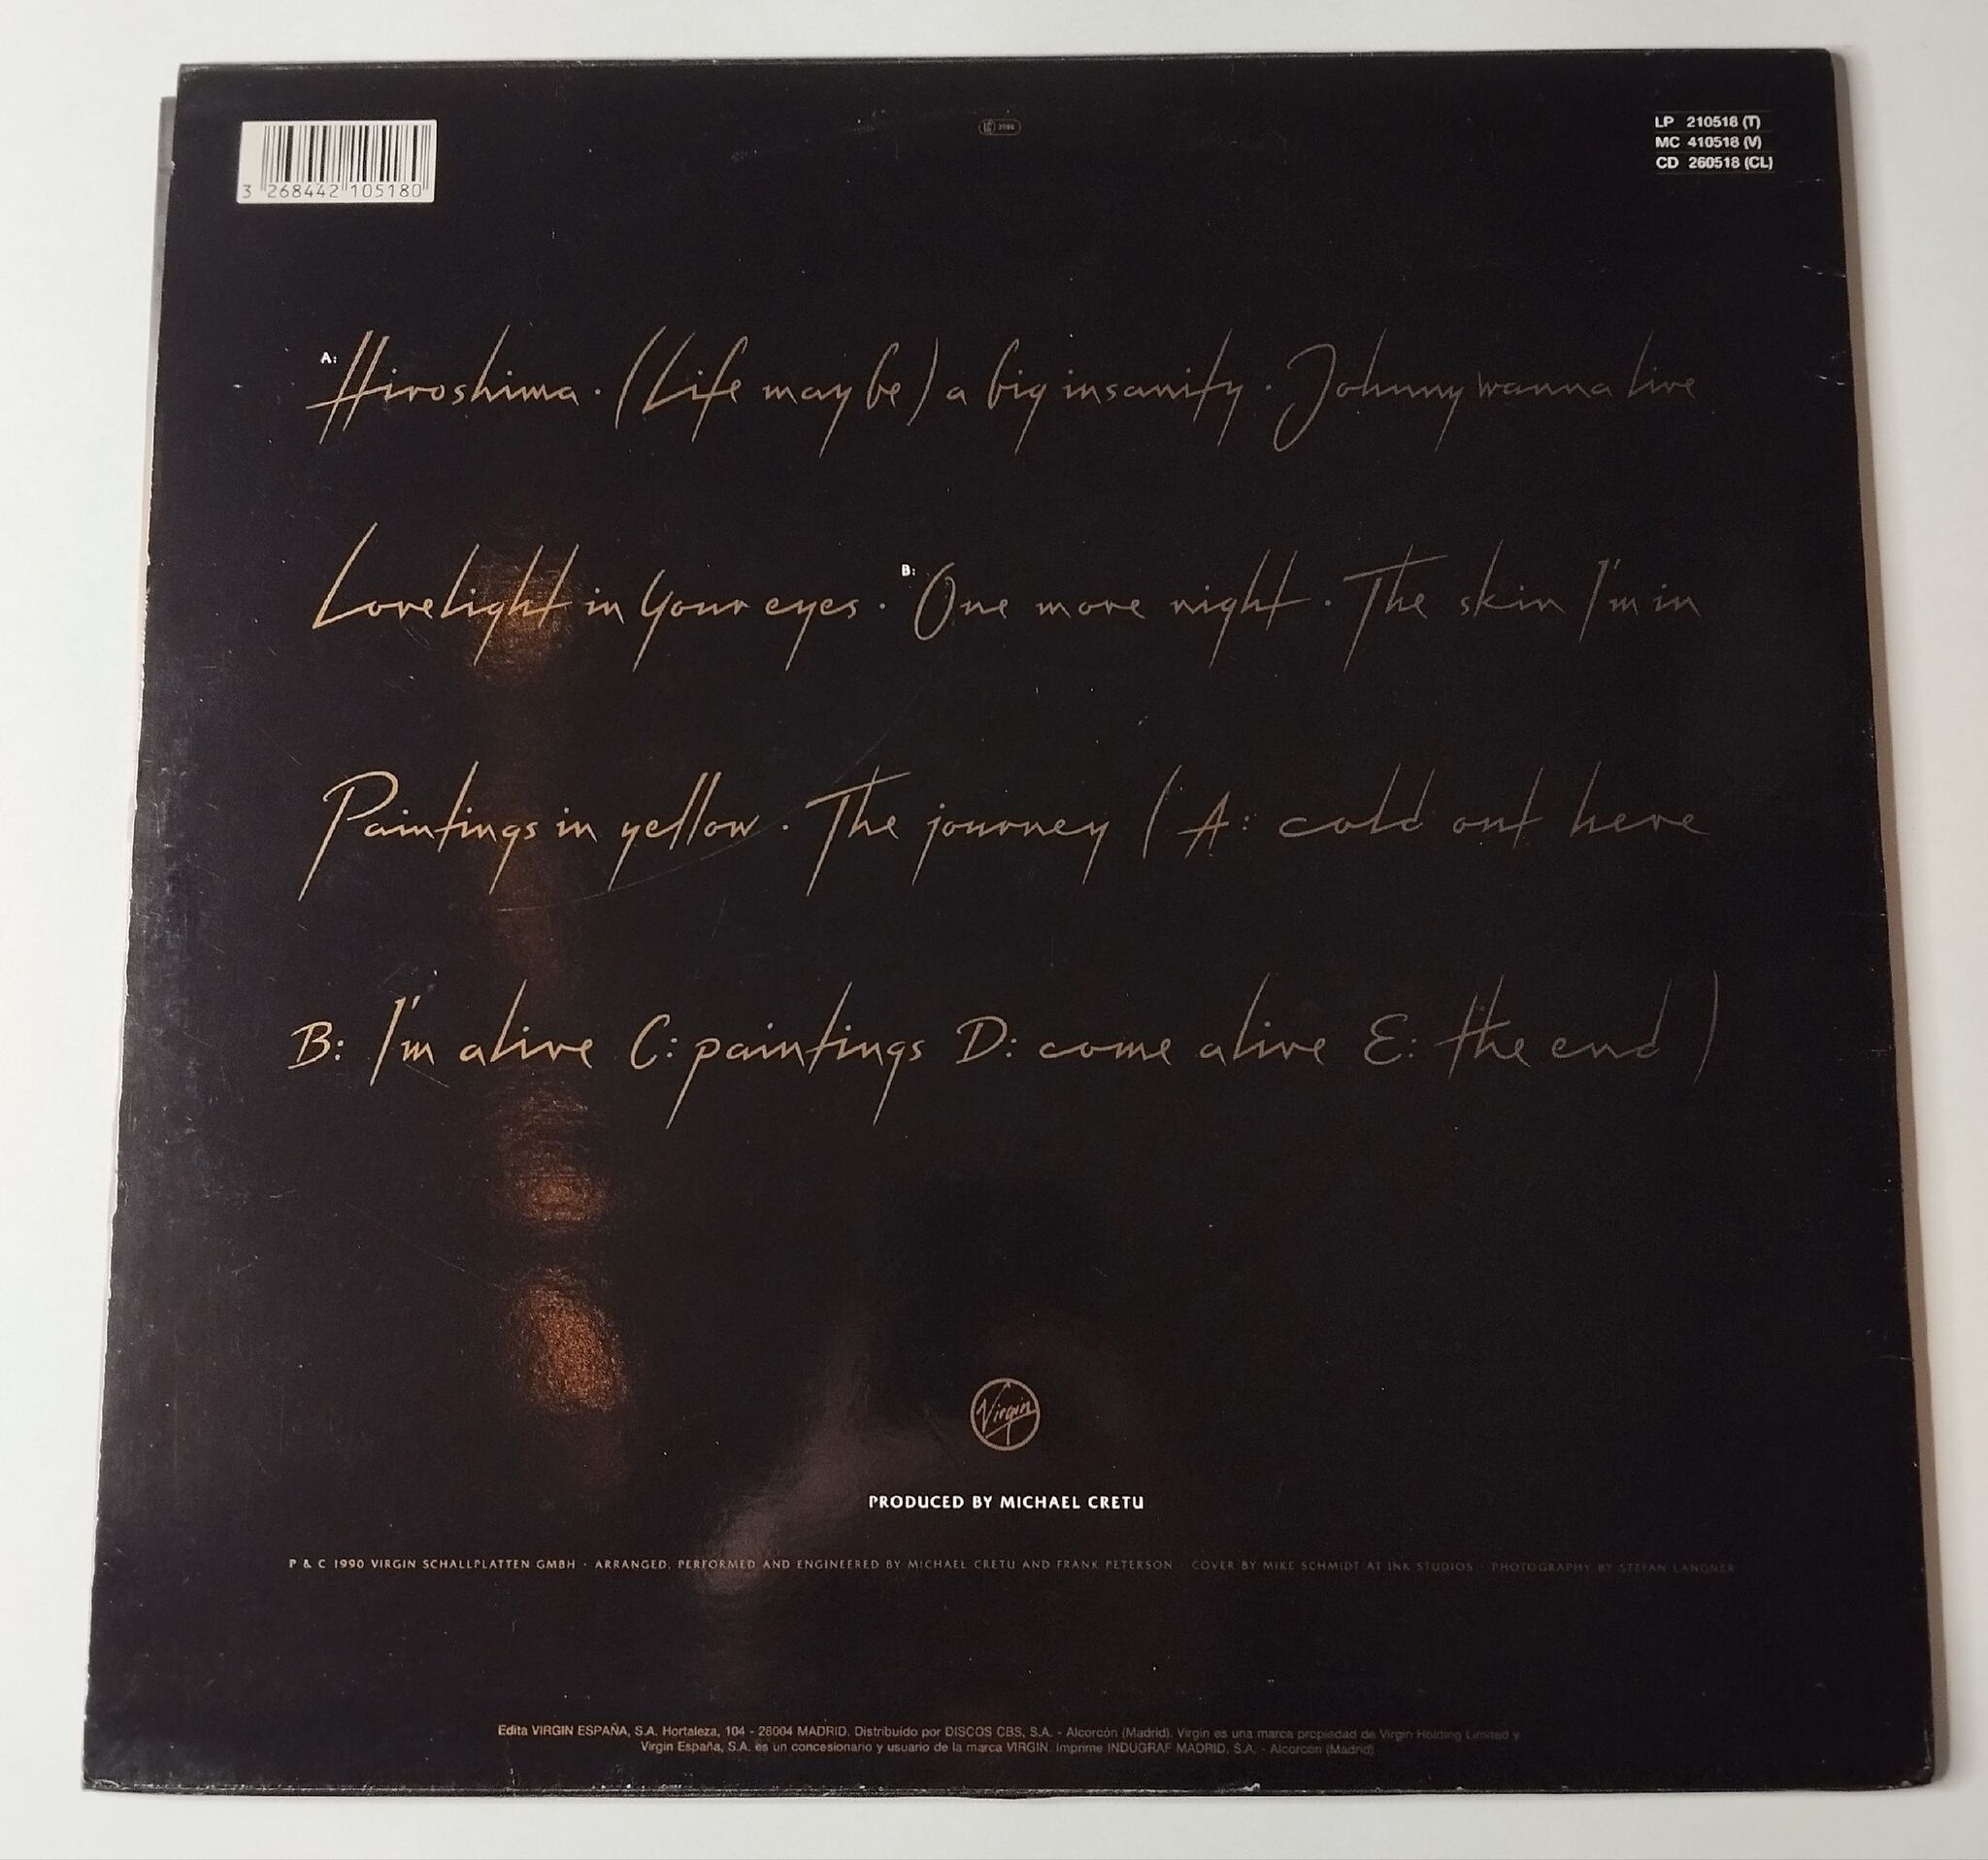 3 268442 105180
LC 3098
LP 210518 (T)
MC 410518 (V)
CD 260518 (CL)
A: Hiroshima · (Life maybe) a big insanity · Johnny wanna live
Lovelight in your eyes · B: One more night · The skin I'm in
Paintings in yellow · The journey (A: cold out here
B: I'm alive C: paintings D: come alive E: the end)
Virgin
PRODUCED BY MICHAEL CRETU
P & C 1990 VIRGIN SCHALLPLATTEN GMBH · ARRANGED, PERFORMED AND ENGINEERED BY MICHAEL CRETU AND FRANK PETERSON · COVER BY MIKE SCHMIDT AT INK STUDIOS · PHOTOGRAPHY BY STEFAN LANGNER
Edita VIRGIN ESPAÑA, S.A. Hortaleza, 104 - 28004 MADRID. Distribuido por DISCOS CBS, S.A. - Alcorcón (Madrid). Virgin es una marca propiedad de Virgin Holding Limited y
Virgin España, S.A. es un concesionario y usuario de la marca VIRGIN. Imprime INDUGRAF MADRID, S.A. - Alcorcón (Madrid)